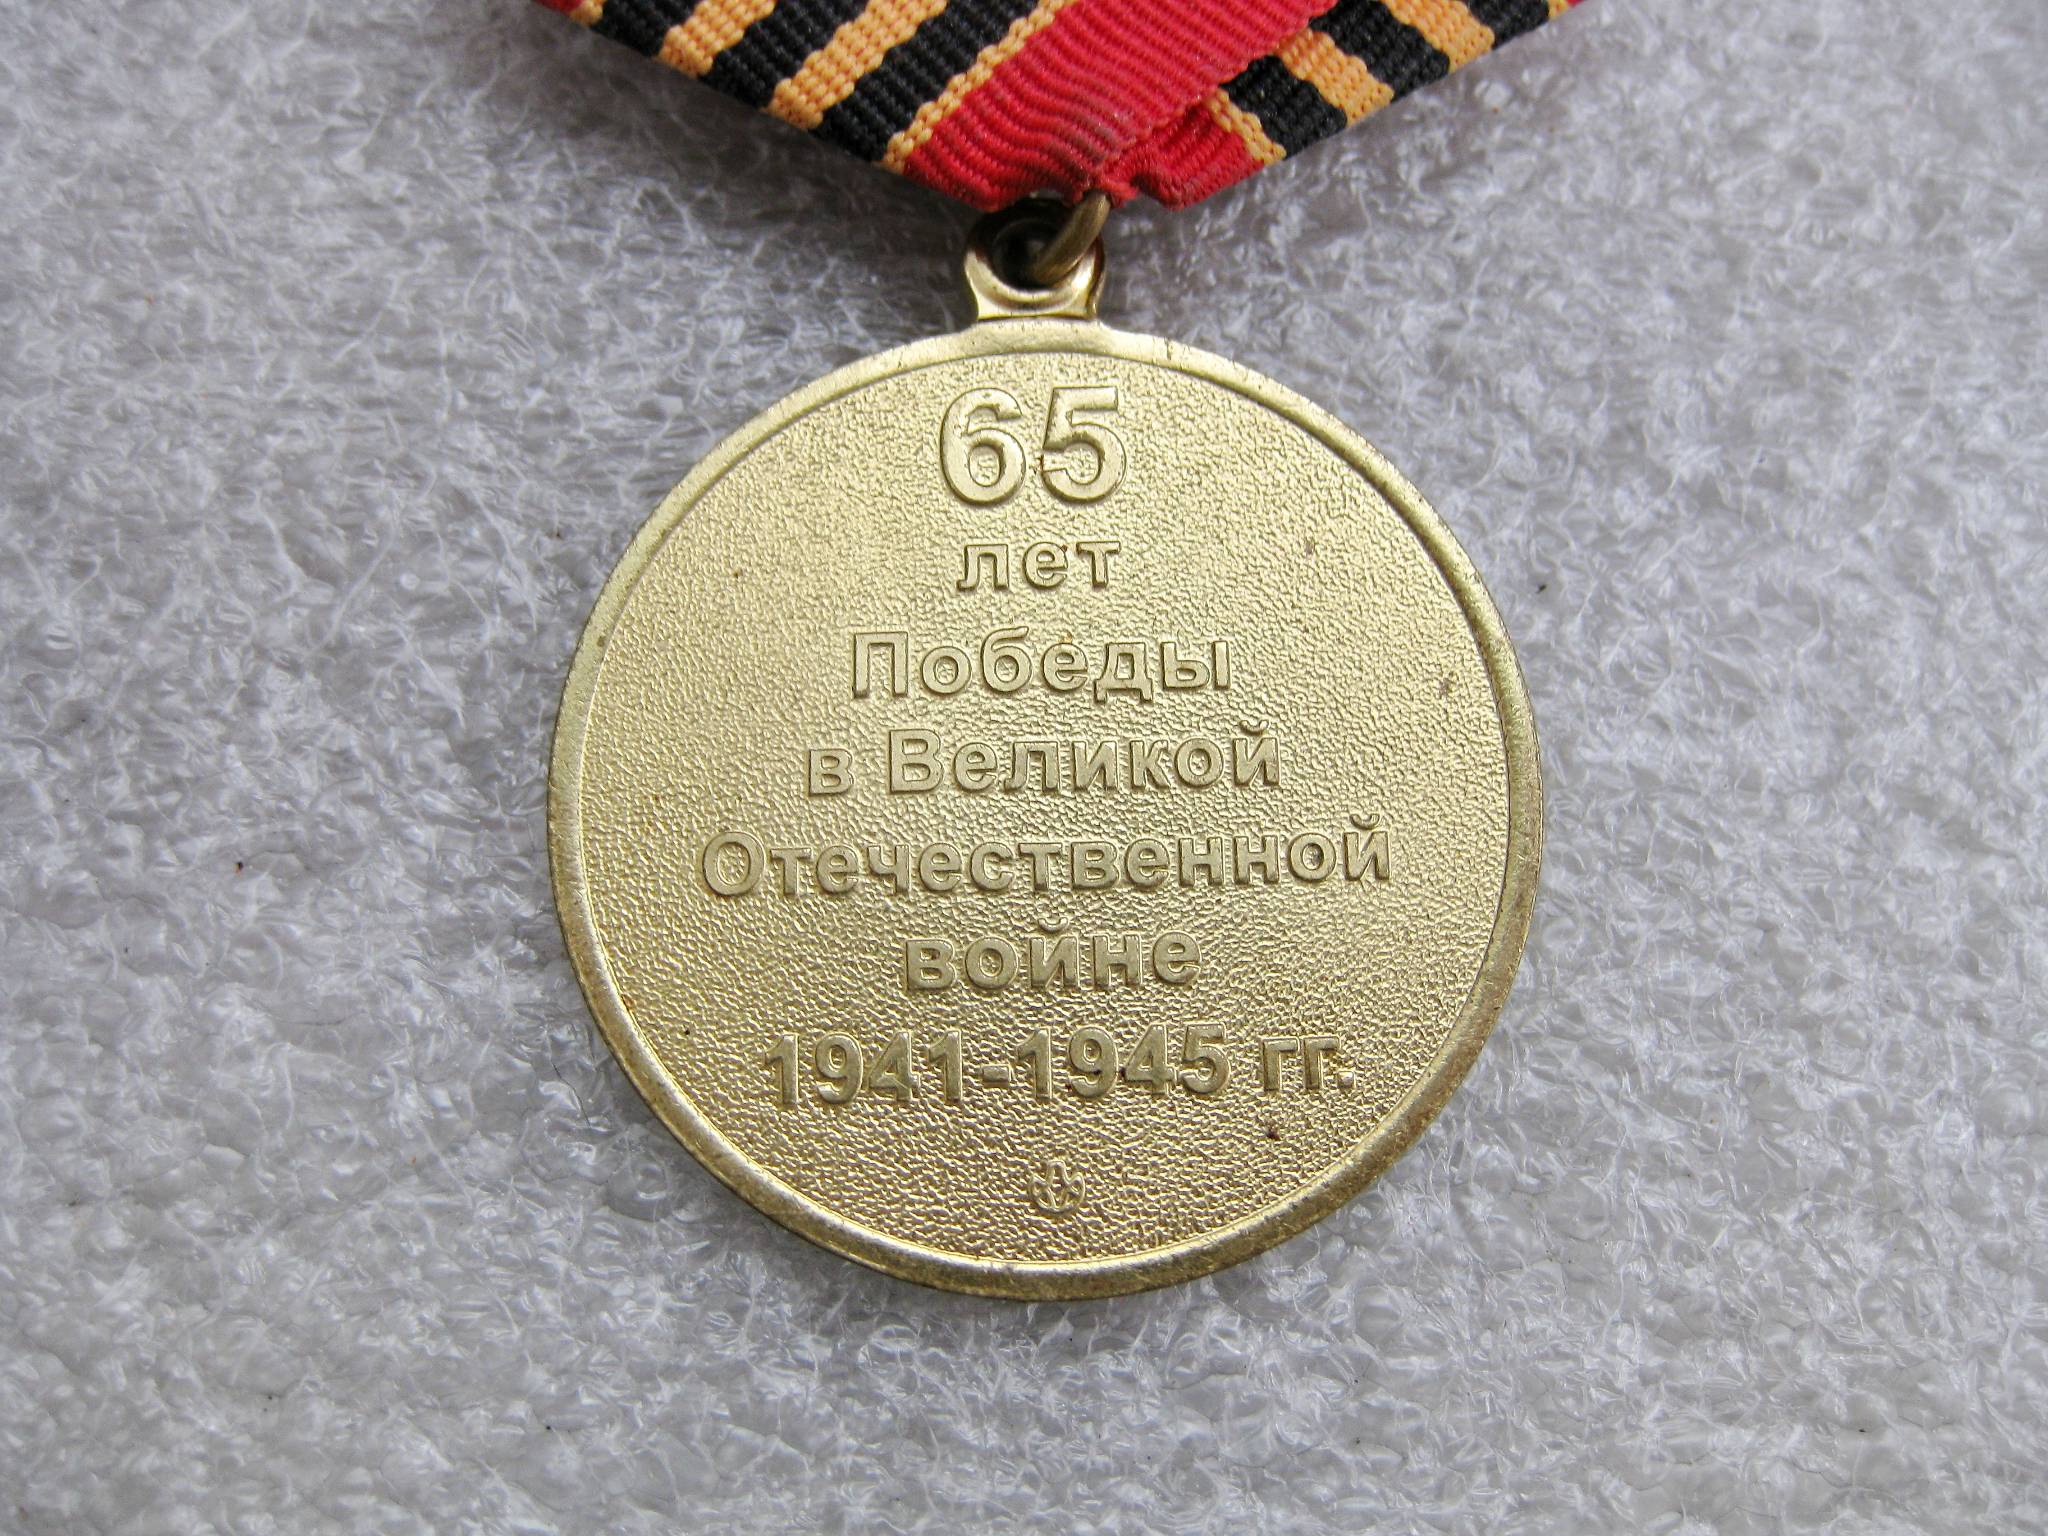 65
лет
Победы
в Великой
Отечественной
войне
1941-1945 гг.